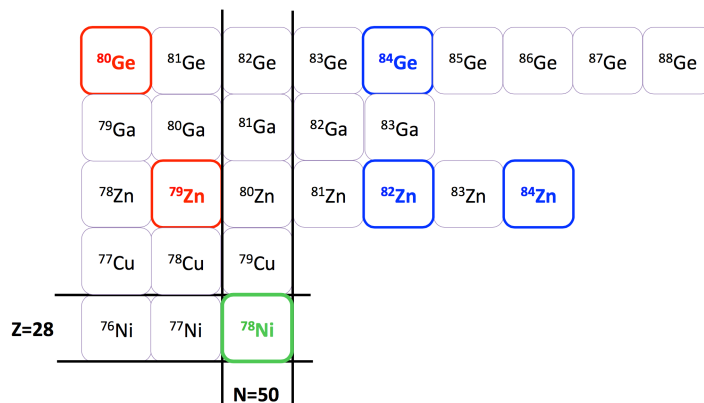 ⁸⁰Ge ⁸¹Ge ⁸²Ge ⁸³Ge ⁸⁴Ge ⁸⁵Ge ⁸⁶Ge ⁸⁷Ge ⁸⁸Ge
⁷⁹Ga ⁸⁰Ga ⁸¹Ga ⁸²Ga ⁸³Ga
⁷⁸Zn ⁷⁹Zn ⁸⁰Zn ⁸¹Zn ⁸²Zn ⁸³Zn ⁸⁴Zn
⁷⁷Cu ⁷⁸Cu ⁷⁹Cu
Z=28 ⁷⁶Ni ⁷⁷Ni ⁷⁸Ni
N=50